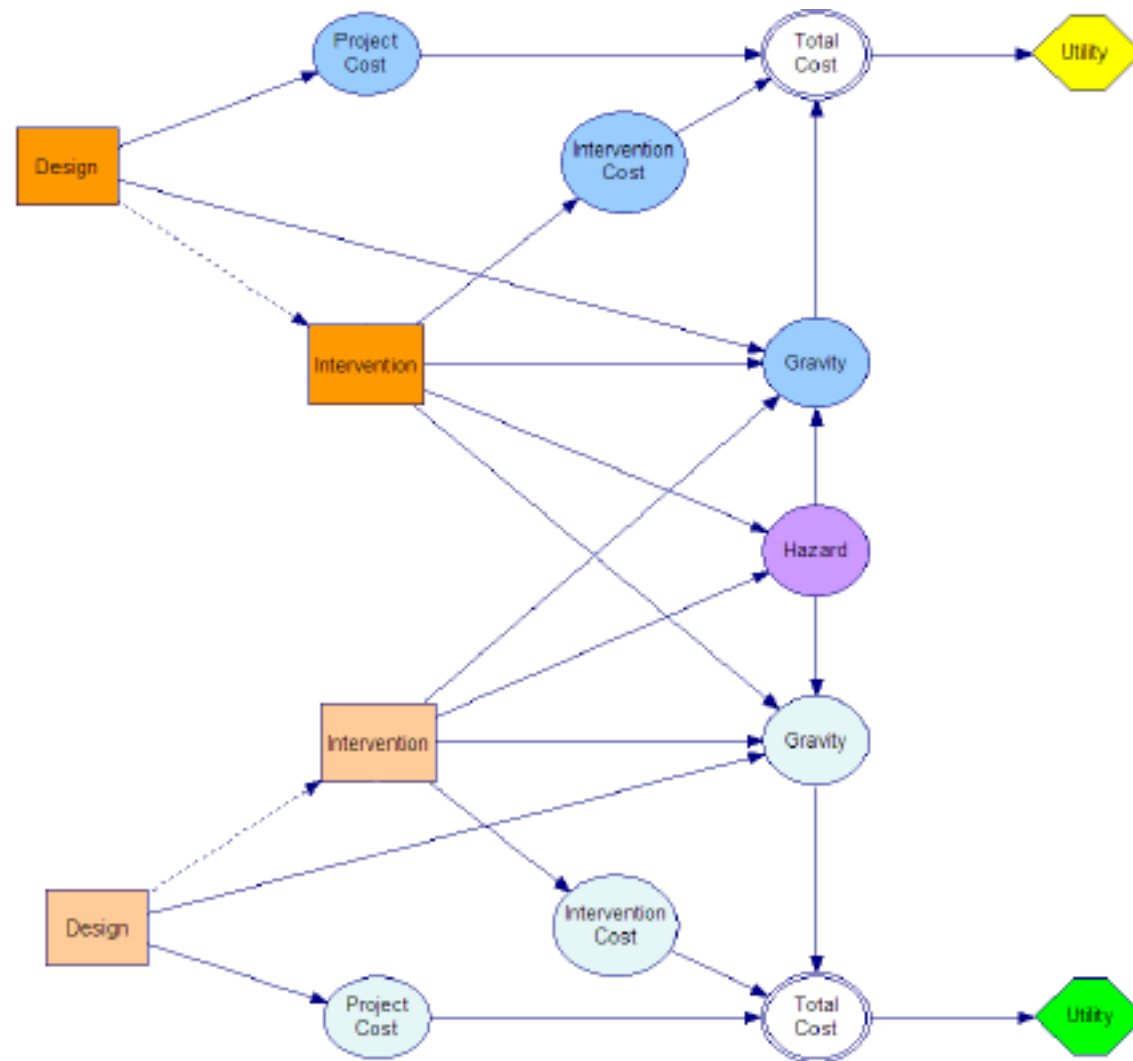 Project
Cost
Total
Cost
Utility
Intervention
Cost
Design
Intervention
Gravity
Hazard
Intervention
Gravity
Design
Intervention
Cost
Project
Cost
Total
Cost
Utility